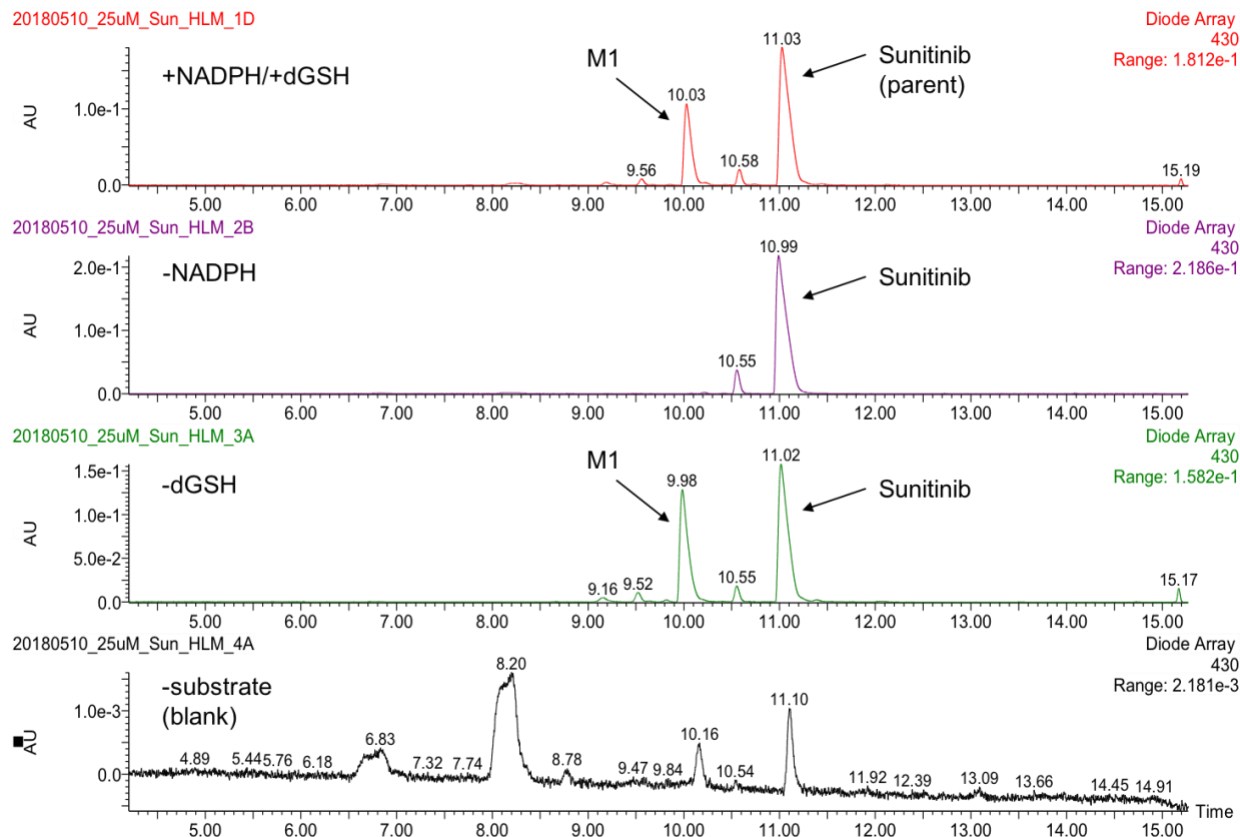 20180510_25uM_Sun_HLM_1D
Diode Array
430
Range: 1.812e-1
+NADPH/+dGSH
M1
Sunitinib
(parent)
AU
1.0e-1
0.0
9.56
10.03
10.58
11.03
15.19
5.00 6.00 7.00 8.00 9.00 10.00 11.00 12.00 13.00 14.00 15.00
20180510_25uM_Sun_HLM_2B
Diode Array
430
Range: 2.186e-1
-NADPH
Sunitinib
AU
2.0e-1
1.0e-1
0.0
10.55
10.99
5.00 6.00 7.00 8.00 9.00 10.00 11.00 12.00 13.00 14.00 15.00
20180510_25uM_Sun_HLM_3A
Diode Array
430
Range: 1.582e-1
-dGSH
M1
Sunitinib
AU
1.5e-1
1.0e-1
5.0e-2
0.0
9.16
9.52
9.98
10.55
11.02
15.17
5.00 6.00 7.00 8.00 9.00 10.00 11.00 12.00 13.00 14.00 15.00
20180510_25uM_Sun_HLM_4A
Diode Array
430
Range: 2.181e-3
-substrate
(blank)
AU
1.0e-3
0.0
4.89
5.44
5.76
6.18
6.83
7.32
7.74
8.20
8.78
9.47
9.84
10.16
10.54
11.10
11.92
12.39
13.09
13.66
14.45
14.91
5.00 6.00 7.00 8.00 9.00 10.00 11.00 12.00 13.00 14.00 15.00
Time